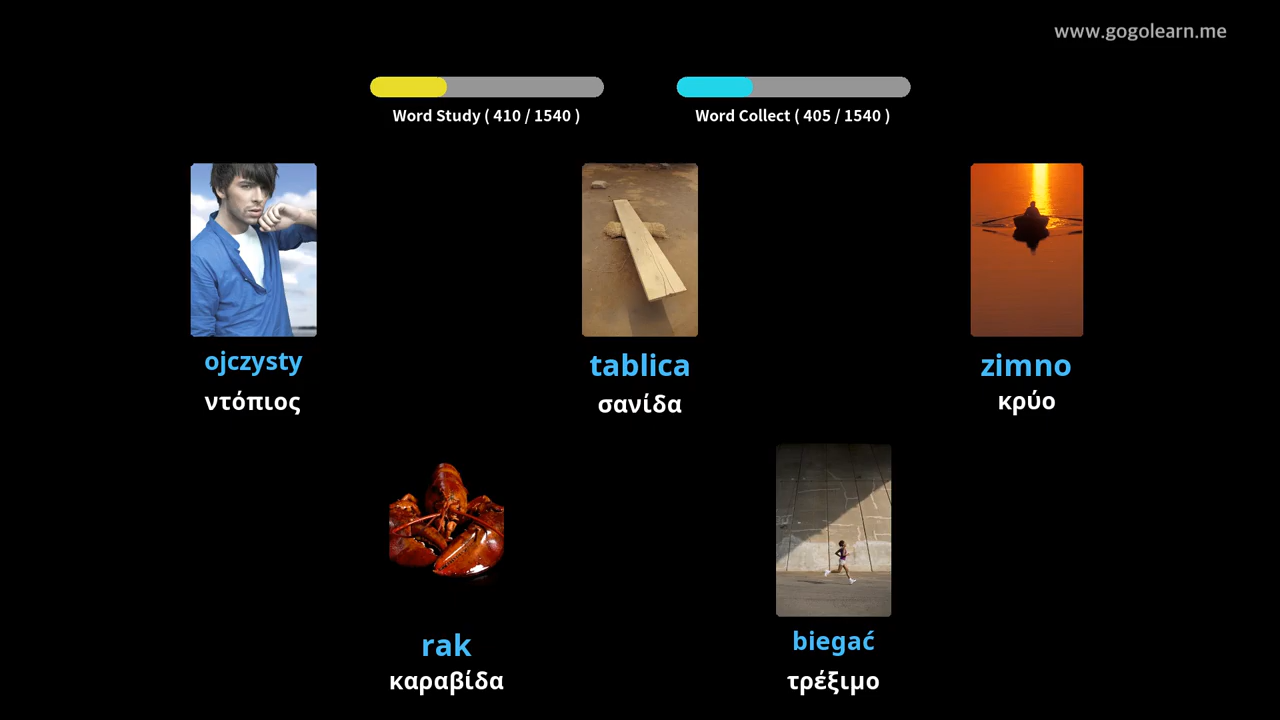 www.gogolearn.me
Word Study ( 410 / 1540 )
Word Collect ( 405 / 1540 )
ojczysty
ντόπιος
tablica
σανίδα
zimno
κρύο
rak
καραβίδα
biegać
τρέξιμο